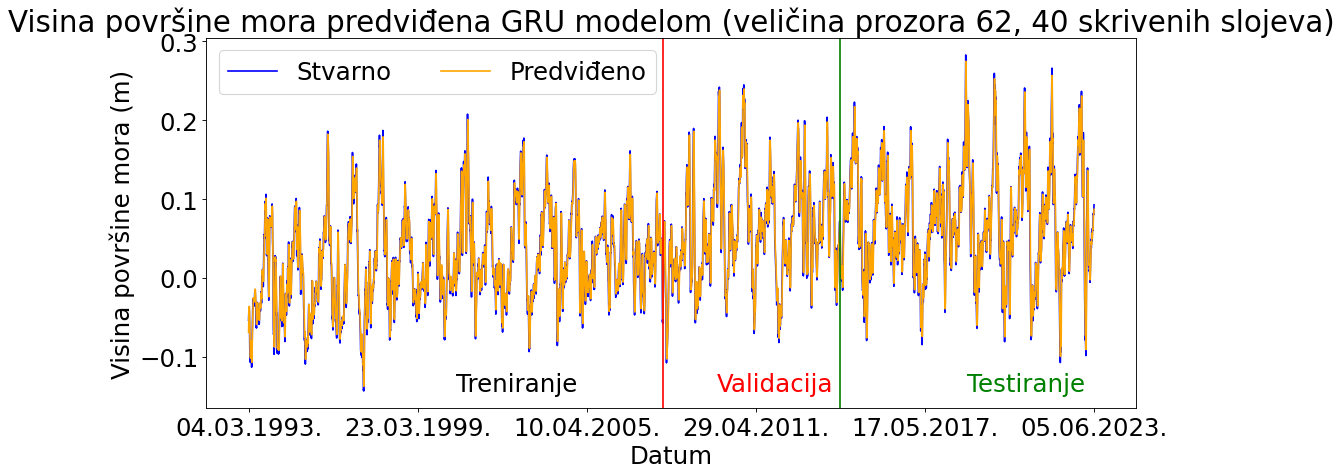 Visina površine mora predviđena GRU modelom (veličina prozora 62, 40 skrivenih slojeva)
Stvarno Predviđeno
Visina površine mora (m)
0.3
0.2
0.1
0.0
−0.1
Treniranje Validacija Testiranje
04.03.1993. 23.03.1999. 10.04.2005. 29.04.2011. 17.05.2017. 05.06.2023.
Datum